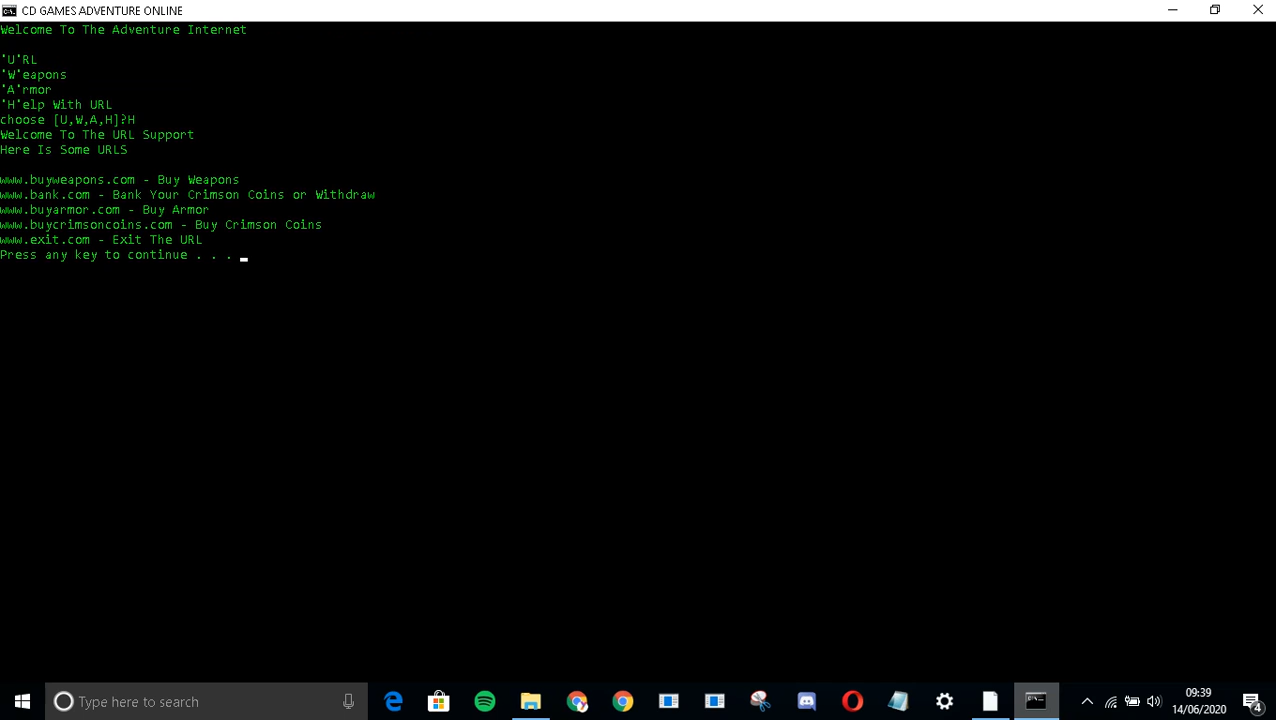 CD GAMES ADVENTURE ONLINE
Welcome To The Adventure Internet
'U'RL
'W'eapons
'A'rmor
'H'elp With URL
choose [U,W,A,H]?H
Welcome To The URL Support
Here Is Some URLS
www.buyweapons.com - Buy Weapons
www.bank.com - Bank Your Crimson Coins or Withdraw
www.buyarmor.com - Buy Armor
www.buycrimsoncoins.com - Buy Crimson Coins
www.exit.com - Exit The URL
Press any key to continue . . .
Type here to search
09:39
14/06/2020
4